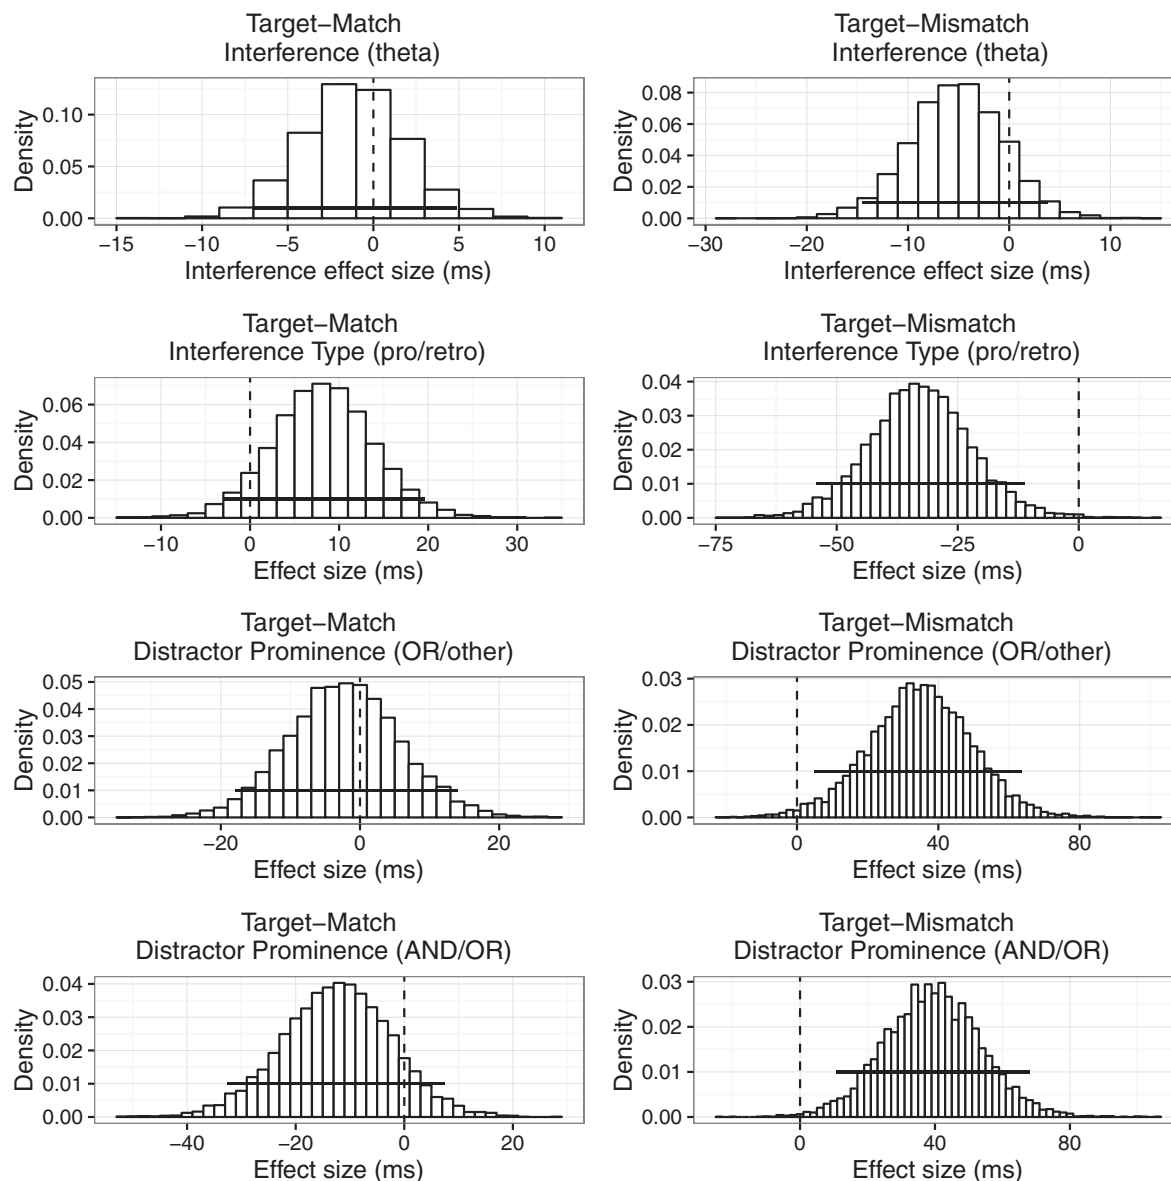 Target−Match
Interference (theta)
Density
0.10
0.05
0.00
−15 −10 −5 0 5 10
Interference effect size (ms)
Target−Mismatch
Interference (theta)
Density
0.08
0.06
0.04
0.02
0.00
−30 −20 −10 0 10
Interference effect size (ms)
Target−Match
Interference Type (pro/retro)
Density
0.06
0.04
0.02
0.00
−10 0 10 20 30
Effect size (ms)
Target−Mismatch
Interference Type (pro/retro)
Density
0.04
0.03
0.02
0.01
0.00
−75 −50 −25 0
Effect size (ms)
Target−Match
Distractor Prominence (OR/other)
Density
0.05
0.04
0.03
0.02
0.01
0.00
−20 0 20
Effect size (ms)
Target−Mismatch
Distractor Prominence (OR/other)
Density
0.03
0.02
0.01
0.00
0 40 80
Effect size (ms)
Target−Match
Distractor Prominence (AND/OR)
Density
0.04
0.03
0.02
0.01
0.00
−40 −20 0 20
Effect size (ms)
Target−Mismatch
Distractor Prominence (AND/OR)
Density
0.03
0.02
0.01
0.00
0 40 80
Effect size (ms)